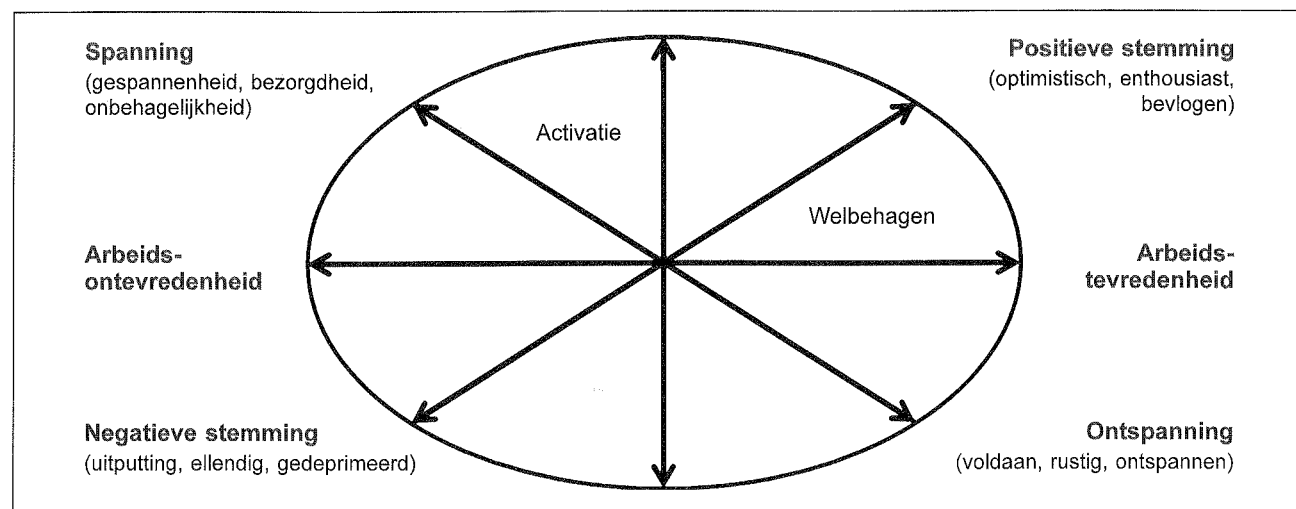 Spanning
(gespannenheid, bezorgdheid,
onbehagelijkheid)
Positieve stemming
(optimistisch, enthousiast,
bevlogen)
Activatie
Welbehagen
Arbeids-
ontevredenheid
Arbeids-
tevredenheid
Negatieve stemming
(uitputting, ellendig, gedeprimeerd)
Ontspanning
(voldaan, rustig, ontspannen)